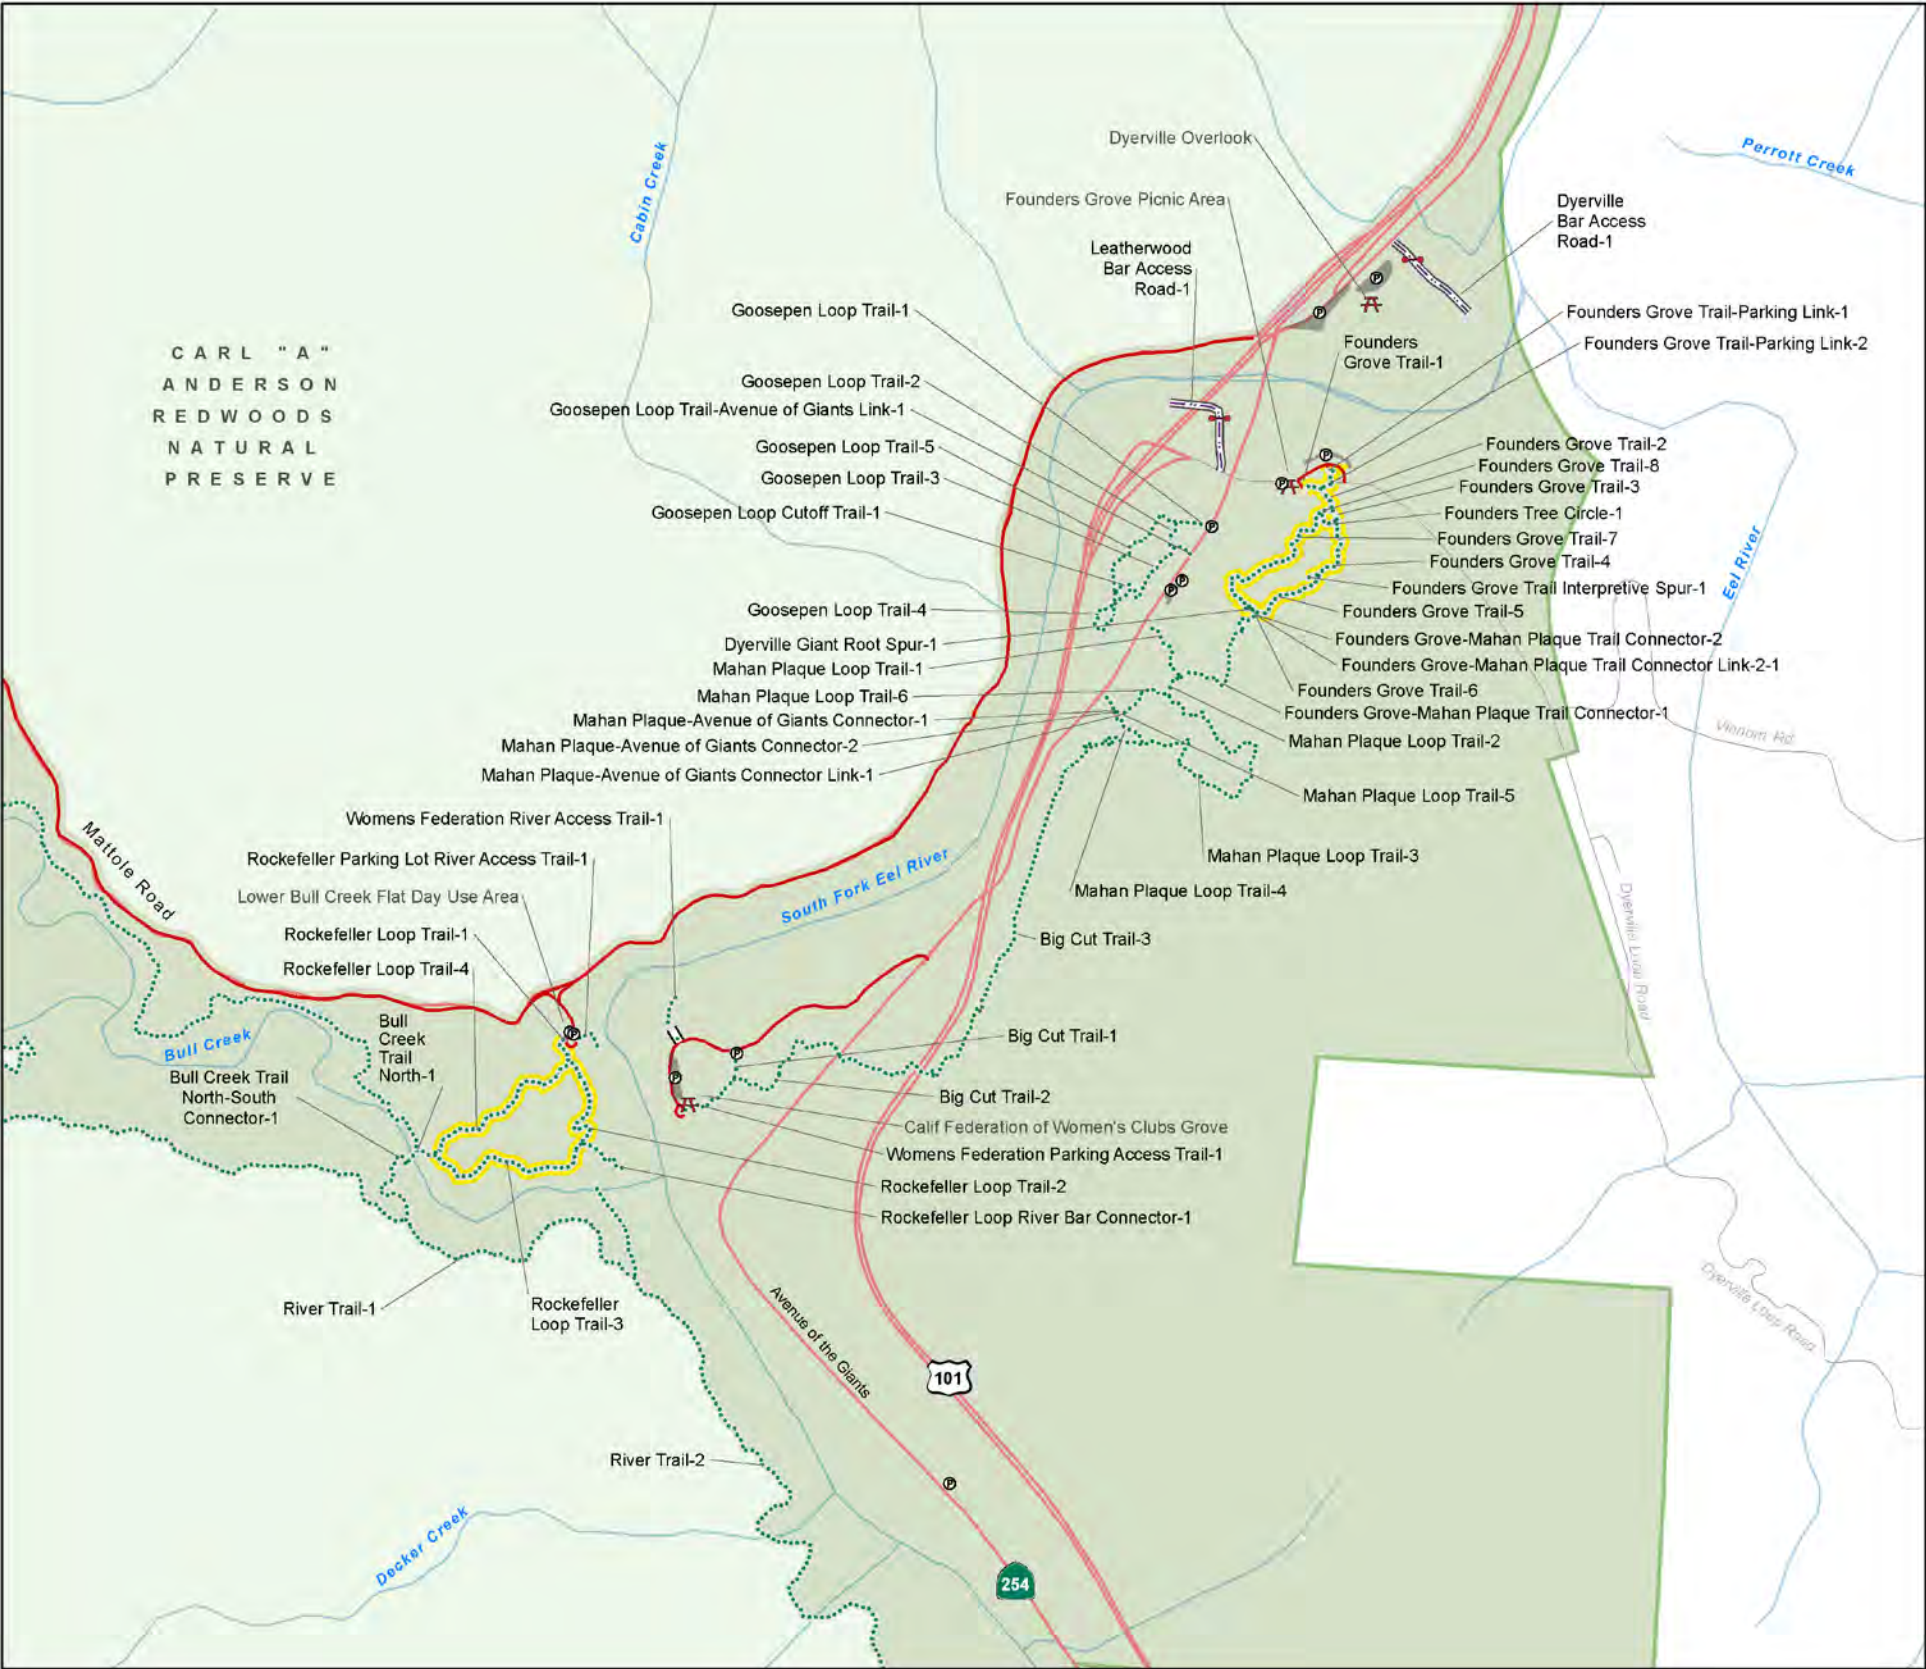 Perrott Creek
Dyerville Overlook
Cabin Creek
Founders Grove Picnic Area
Dyerville
Bar Access
Road-1
Leatherwood
Bar Access
Road-1
Goosepen Loop Trail-1
Founders Grove Trail-Parking Link-1
Founders
Grove Trail-1
Founders Grove Trail-Parking Link-2
CARL "A"
ANDERSON
REDWOODS
NATURAL
PRESERVE
Goosepen Loop Trail-2
Goosepen Loop Trail-Avenue of Giants Link-1
Goosepen Loop Trail-5
Goosepen Loop Trail-3
Goosepen Loop Cutoff Trail-1
Founders Grove Trail-2
Founders Grove Trail-8
Founders Grove Trail-3
Founders Tree Circle-1
Founders Grove Trail-7
Founders Grove Trail-4
Founders Grove Trail Interpretive Spur-1
Eel River
Goosepen Loop Trail-4
Founders Grove Trail-5
Dyerville Giant Root Spur-1
Founders Grove-Mahan Plaque Trail Connector-2
Mahan Plaque Loop Trail-1
Founders Grove-Mahan Plaque Trail Connector Link-2-1
Mahan Plaque Loop Trail-6
Founders Grove Trail-6
Mahan Plaque-Avenue of Giants Connector-1
Founders Grove-Mahan Plaque Trail Connector-1
Mahan Plaque-Avenue of Giants Connector-2
Mahan Plaque Loop Trail-2
Mahan Plaque-Avenue of Giants Connector Link-1
Mahan Plaque Loop Trail-5
Womens Federation River Access Trail-1
Mattole Road
Rockefeller Parking Lot River Access Trail-1
Mahan Plaque Loop Trail-3
Lower Bull Creek Flat Day Use Area
South Fork Eel River
Mahan Plaque Loop Trail-4
Dyerville Loop Road
Rockefeller Loop Trail-1
Big Cut Trail-3
Rockefeller Loop Trail-4
Bull Creek
Bull
Creek
Trail
North-1
Big Cut Trail-1
Bull Creek Trail
North-South
Connector-1
Big Cut Trail-2
Calif Federation of Women's Clubs Grove
Womens Federation Parking Access Trail-1
Rockefeller Loop Trail-2
Rockefeller Loop River Bar Connector-1
River Trail-1
Rockefeller
Loop Trail-3
Avenue of the Giants
Dyerville Loop Road
101
River Trail-2
Decker Creek
254
P
P
P
P
P
P
P
P
P
P
P
P